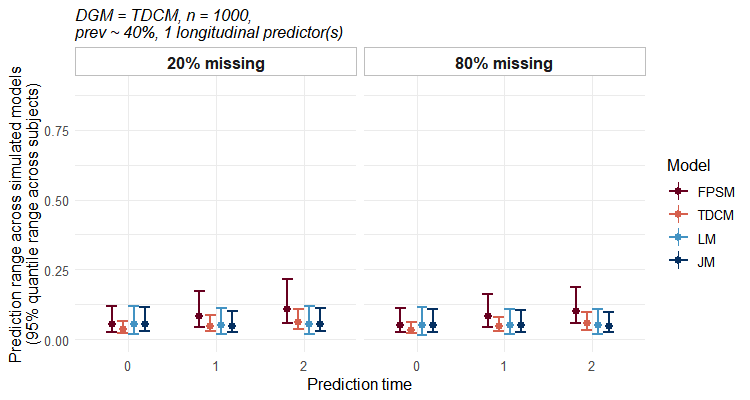 DGM = TDCM, n = 1000,
prev ~ 40%, 1 longitudinal predictor(s)
20% missing
80% missing
Prediction range across simulated models
(95% quantile range across subjects)
0.75
0.50
0.25
0.00
0
1
2
0
1
2
Prediction time
Model
FPSM
TDCM
LM
JM